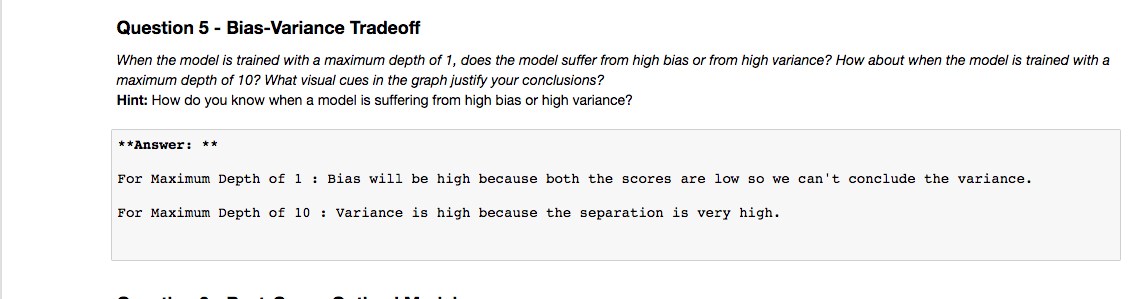 Question 5 - Bias-Variance Tradeoff
When the model is trained with a maximum depth of 1, does the model suffer from high bias or from high variance? How about when the model is trained with a
maximum depth of 10? What visual cues in the graph justify your conclusions?
Hint: How do you know when a model is suffering from high bias or high variance?
**Answer: **
For Maximum Depth of 1 : Bias will be high because both the scores are low so we can't conclude the variance.
For Maximum Depth of 10 : Variance is high because the separation is very high.